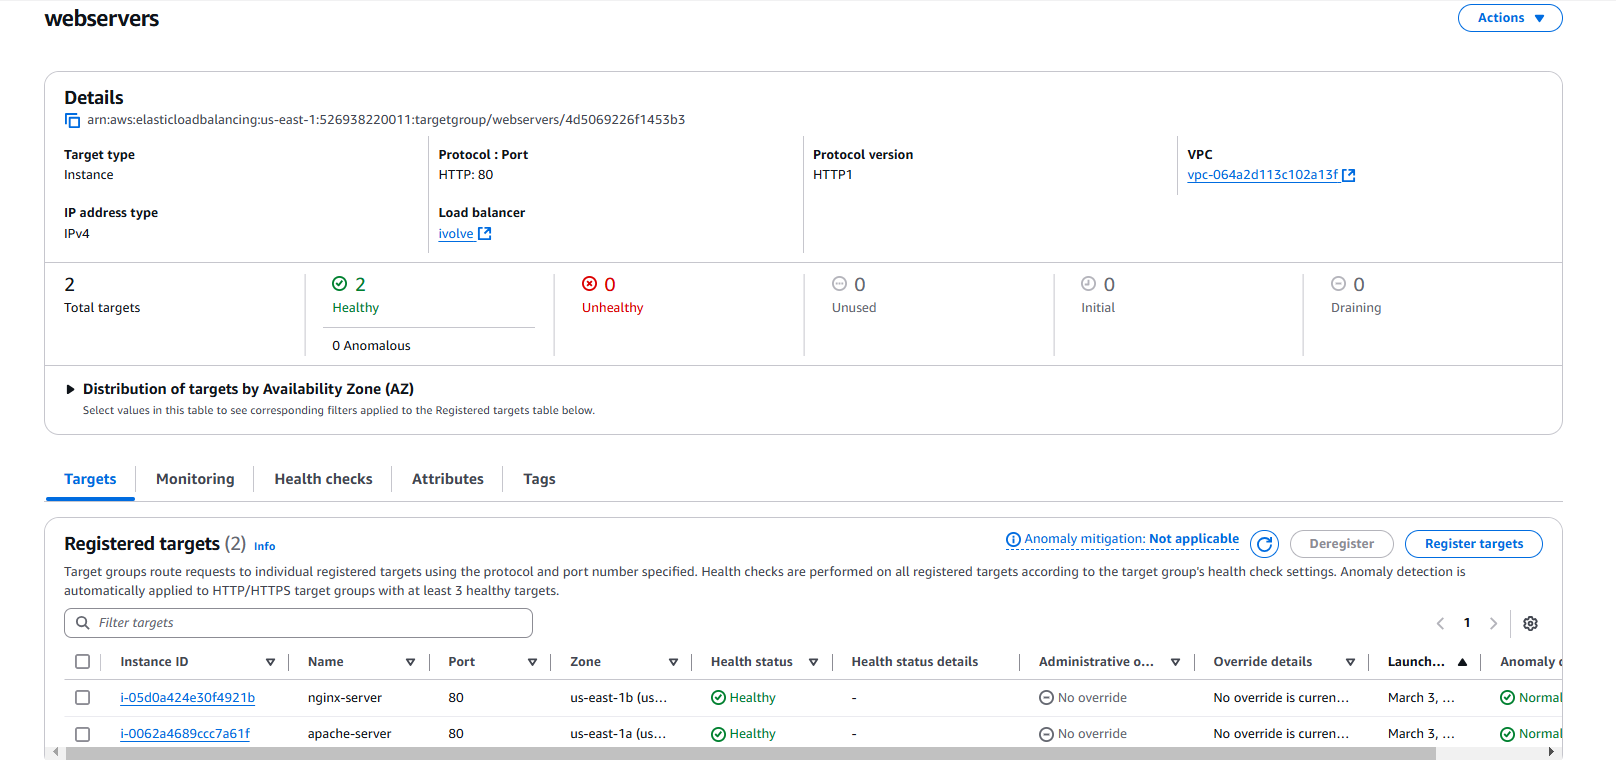 webservers
Actions
Details
arn:aws:elasticloadbalancing:us-east-1:526938220011:targetgroup/webservers/4d5069226f1453b3
Target type
Instance
Protocol : Port
HTTP: 80
Protocol version
HTTP1
VPC
vpc-064a2d113c102a13f
IP address type
IPv4
Load balancer
ivolve
2
Total targets
2
Healthy
0 Anomalous
0
Unhealthy
0
Unused
0
Initial
0
Draining
Distribution of targets by Availability Zone (AZ)
Select values in this table to see corresponding filters applied to the Registered targets table below.
Targets Monitoring Health checks Attributes Tags
Registered targets (2) Info
Anomaly mitigation: Not applicable
Deregister
Register targets
Target groups route requests to individual registered targets using the protocol and port number specified. Health checks are performed on all registered targets according to the target group's health check settings. Anomaly detection is
automatically applied to HTTP/HTTPS target groups with at least 3 healthy targets.
Filter targets
1
Instance ID Name Port Zone Health status Health status details Administrative o... Override details Launch... Anomaly
i-05d0a424e30f4921b nginx-server 80 us-east-1b (us... Healthy - No override No override is curren... March 3, ... Normal
i-0062a4689ccc7a61f apache-server 80 us-east-1a (us... Healthy - No override No override is curren... March 3, ... Normal